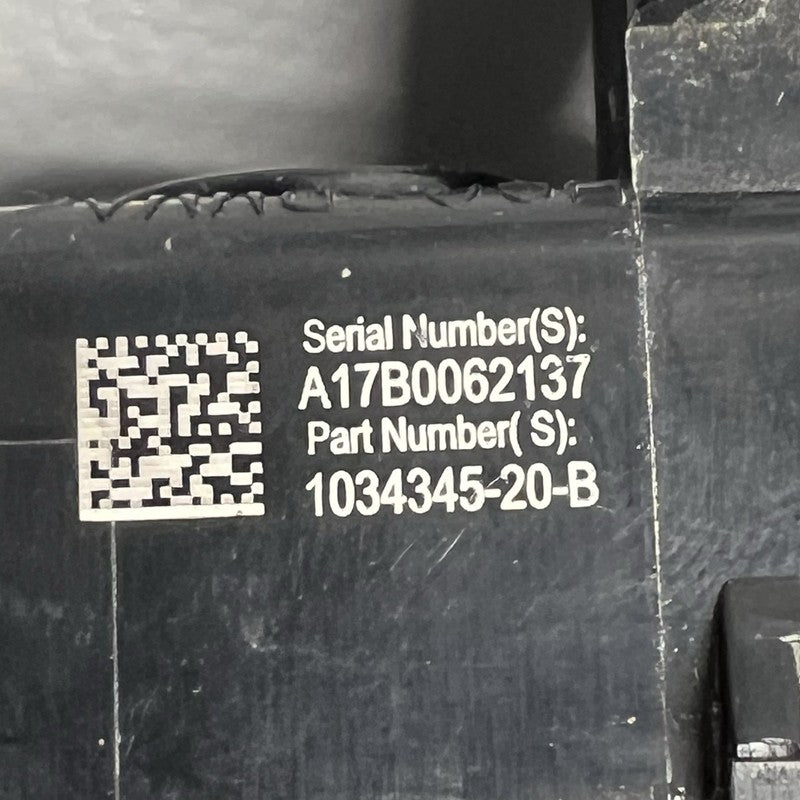 Serial Number(S):
A17B0062137
Part Number( S):
1034345-20-B